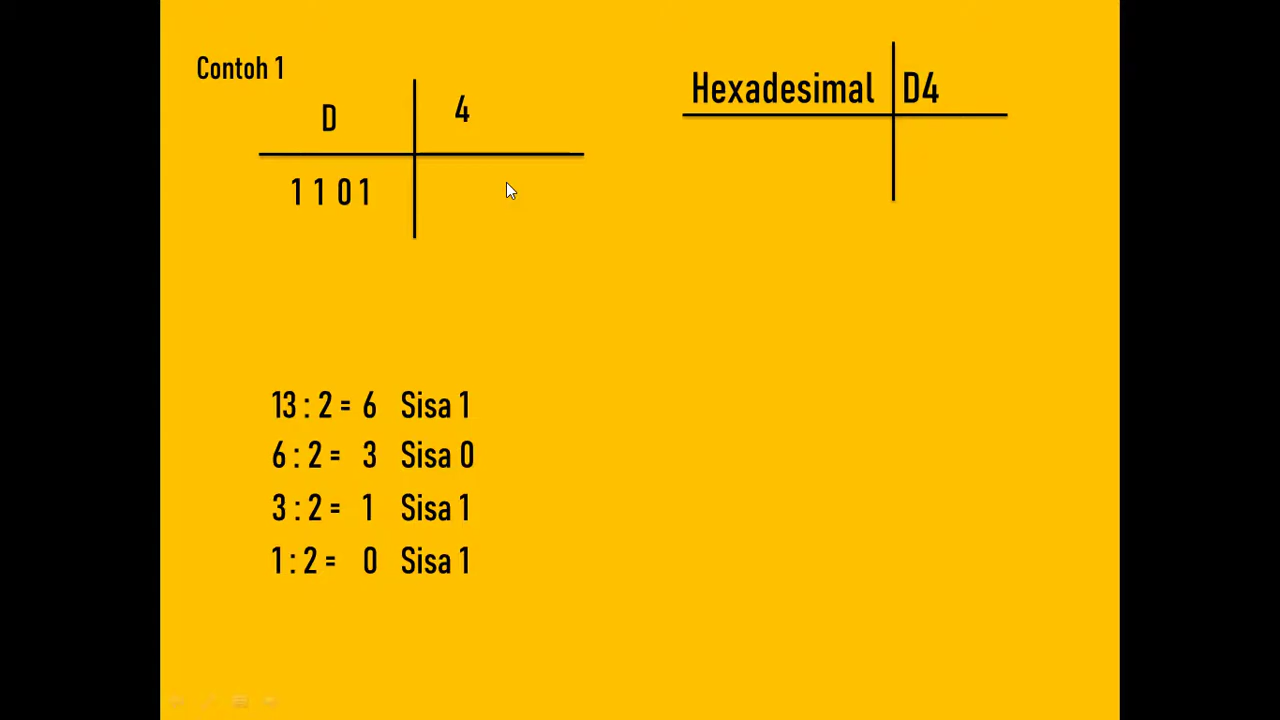 Contoh 1
D 4
1 1 0 1
Hexadesimal D4
13 : 2 = 6 Sisa 1
6 : 2 = 3 Sisa 0
3 : 2 = 1 Sisa 1
1 : 2 = 0 Sisa 1